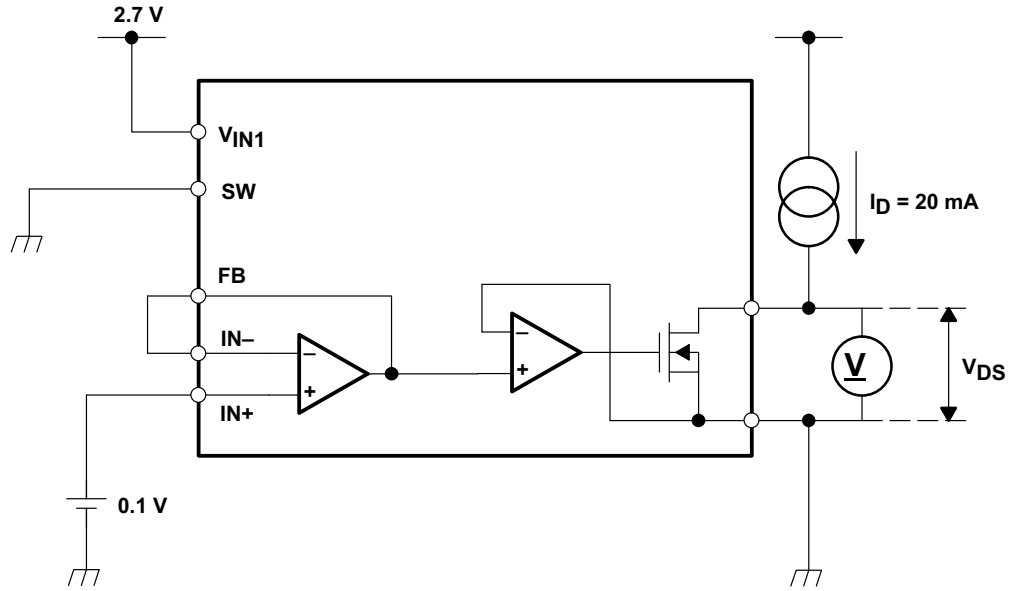 2.7 V
VIN1
SW
ID = 20 mA
FB
IN–
–
+
IN+
–
+
V
VDS
0.1 V